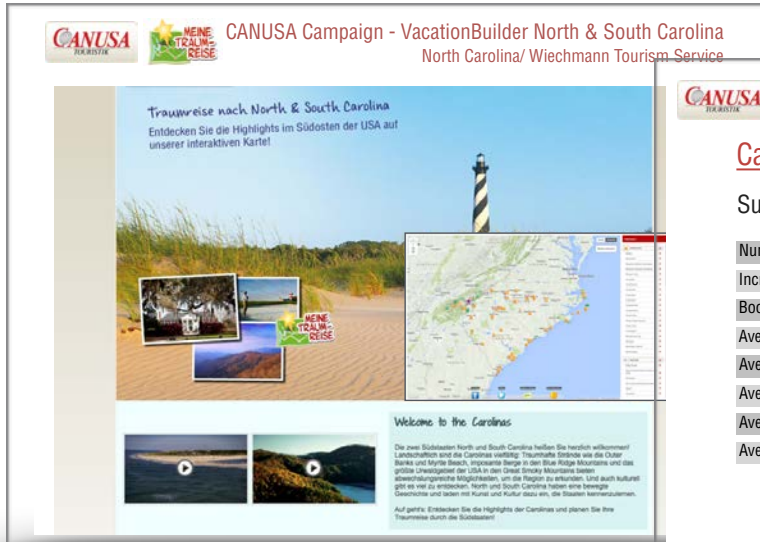 CANUSA
TOURISTIK
MEINE
TRAUM-
REISE
CANUSA Campaign - VacationBuilder North & South Carolina
North Carolina/ Wiechmann Tourism Service
CANUSA
TOURISTIK
Traumreise nach North & South Carolina
Entdecken Sie die Highlights im Südosten der USA auf
unserer interaktiven Karte!
MEINE
TRAUM-
REISE
Welcome to the Carolinas
Die zwei Südstaaten North und South Carolina heißen Sie herzlich willkommen!
Landschaftlich sind die Carolinas vielfältig: Traumhafte Strände wie die Outer
Banks und Myrtle Beach, imposante Berge in den Blue Ridge Mountains und das
größte Urwaldgebiet der USA in den Great Smoky Mountains bieten
abwechslungsreiche Möglichkeiten, um die Region zu erkunden. Und auch kulturell
gibt es viel zu entdecken. North und South Carolina haben eine bewegte
Geschichte und laden mit Kunst und Kultur dazu ein, die Staaten kennenzulernen.
Auf geht's: Entdecken Sie die Highlights der Carolinas und planen Sie Ihre
Traumreise durch die Südstaaten!
Ca
Su
Nu
Inc
Boo
Ave
Ave
Ave
Ave
Ave